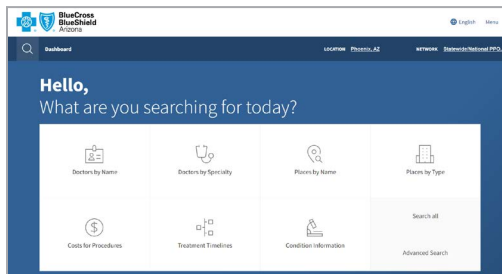 BlueCross
BlueShield
Arizona
English Menu
Dashboard LOCATION Phoenix, AZ NETWORK Statewide/National PPO
Hello,
What are you searching for today?
Doctors by Name Doctors by Specialty Places by Name Places by Type
Costs for Procedures Treatment Timelines Condition Information
Search all
Advanced Search